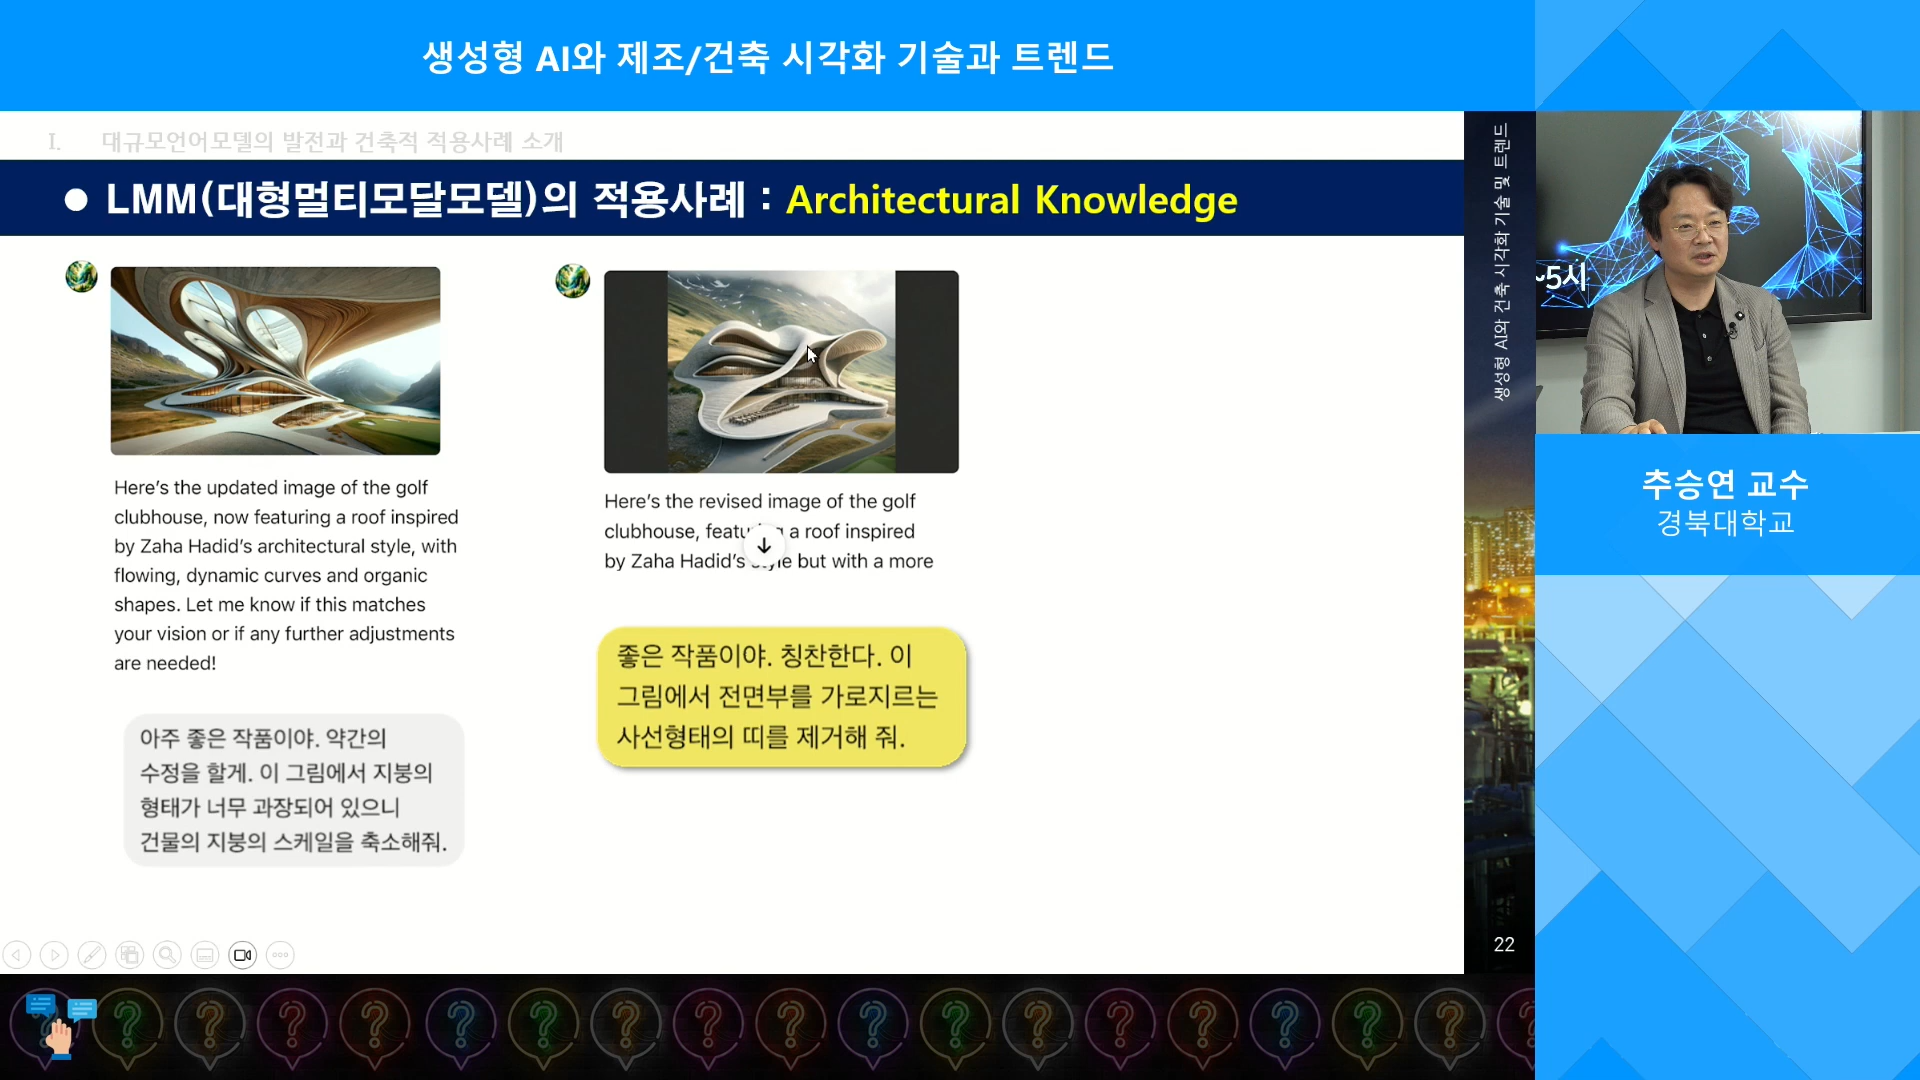 생성형 AI와 제조/건축 시각화 기술과 트렌드
I. 대규모언어모델의 발전과 건축적 적용사례 소개
● LMM(대형멀티모달모델)의 적용사례 : Architectural Knowledge
Here's the updated image of the golf
clubhouse, now featuring a roof inspired
by Zaha Hadid's architectural style, with
flowing, dynamic curves and organic
shapes. Let me know if this matches
your vision or if any further adjustments
are needed!
아주 좋은 작품이야. 약간의
수정을 할게. 이 그림에서 지붕의
형태가 너무 과장되어 있으니
건물의 지붕의 스케일을 축소해줘.
Here's the revised image of the golf
clubhouse, featuring a roof inspired
by Zaha Hadid's style but with a more
좋은 작품이야. 칭찬한다. 이
그림에서 전면부를 가로지르는
사선형태의 띠를 제거해 줘.
생성형 AI와 건축 시각화 기술 및 트렌드
22
~5시
추승연 교수
경북대학교